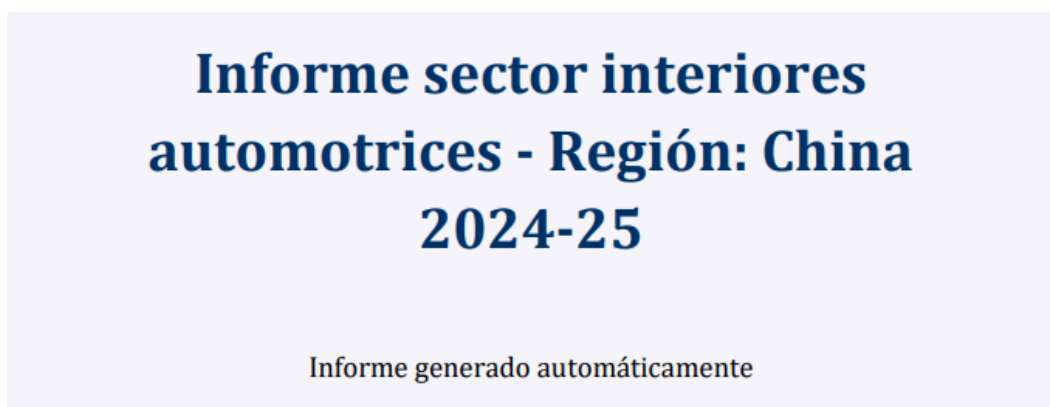 Informe sector interiores
automotrices - Región: China
2024-25
Informe generado automáticamente